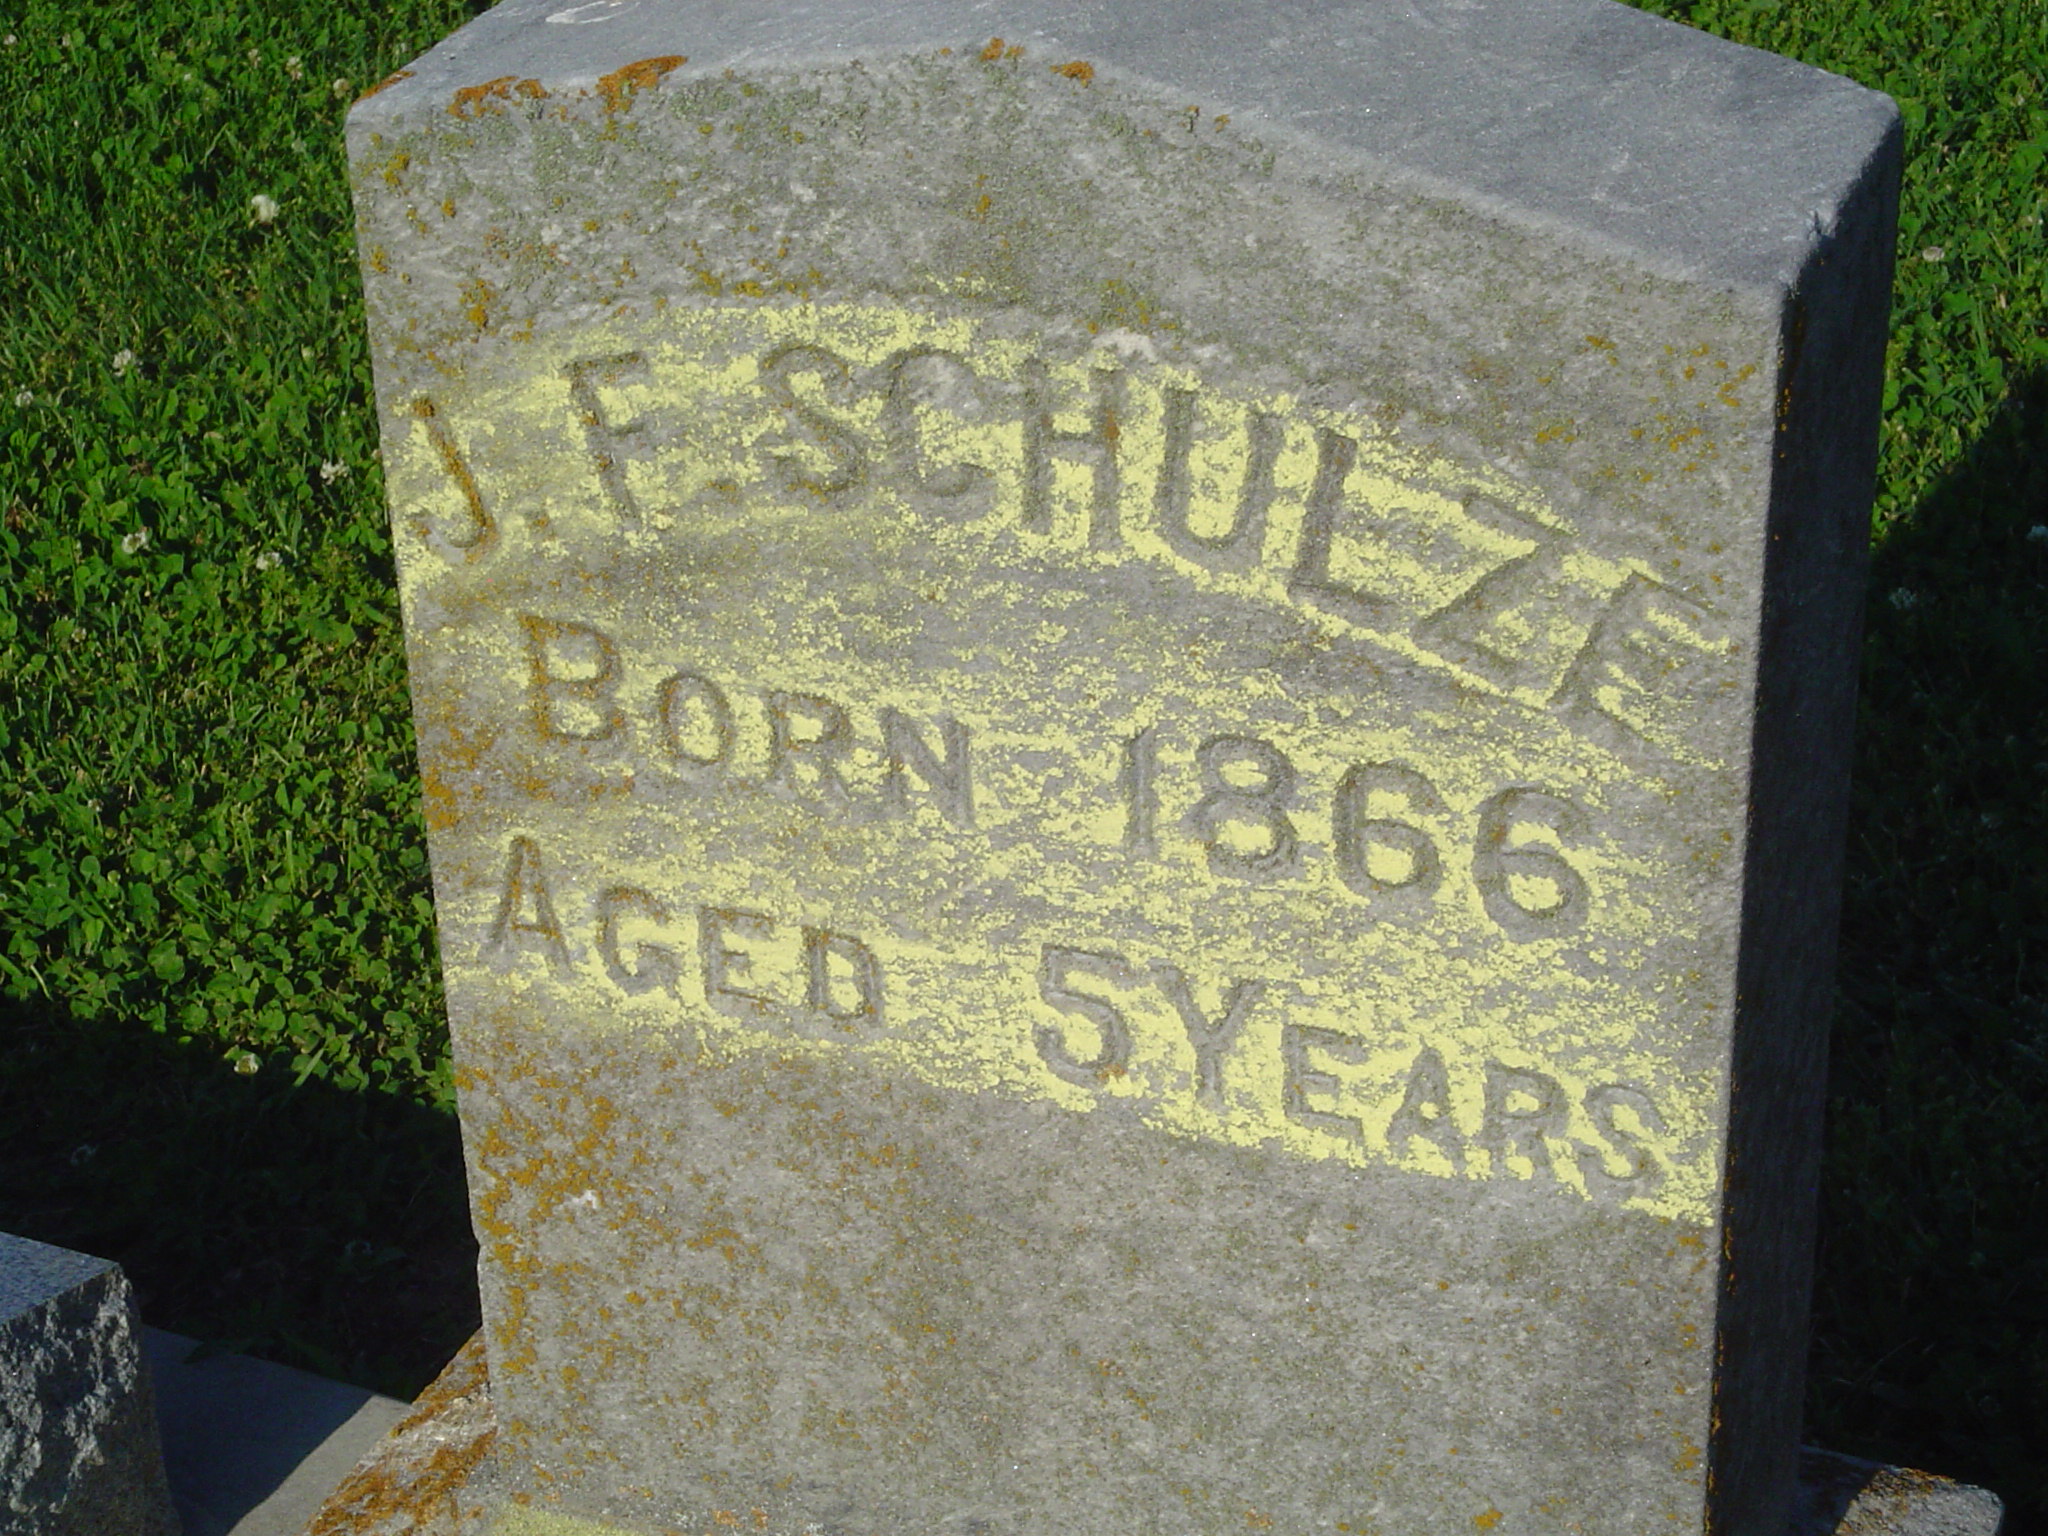 J. F. SCHULZE
BORN 1866
AGED 5 YEARS